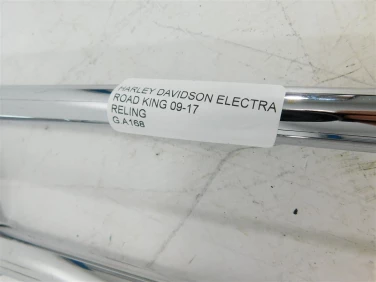 HARLEY DAVIDSON ELECTRA
ROAD KING 09-17
RELING
G.A168